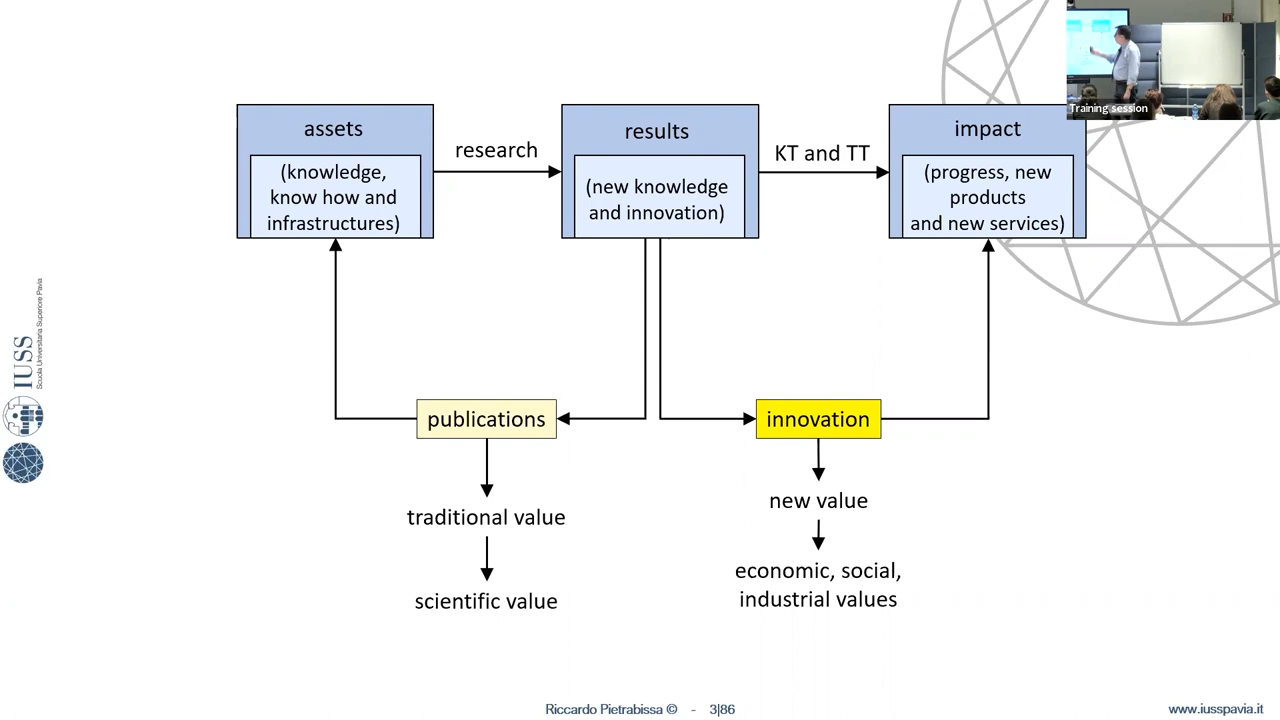 Training session
assets
(knowledge,
know how and
infrastructures)
research
results
(new knowledge
and innovation)
KT and TT
impact
(progress, new
products
and new services)
publications
innovation
traditional value
new value
scientific value
economic, social,
industrial values
IUSS
Scuola Universitaria Superiore Pavia
Riccardo Pietrabissa © - 3|86
www.iusspavia.it